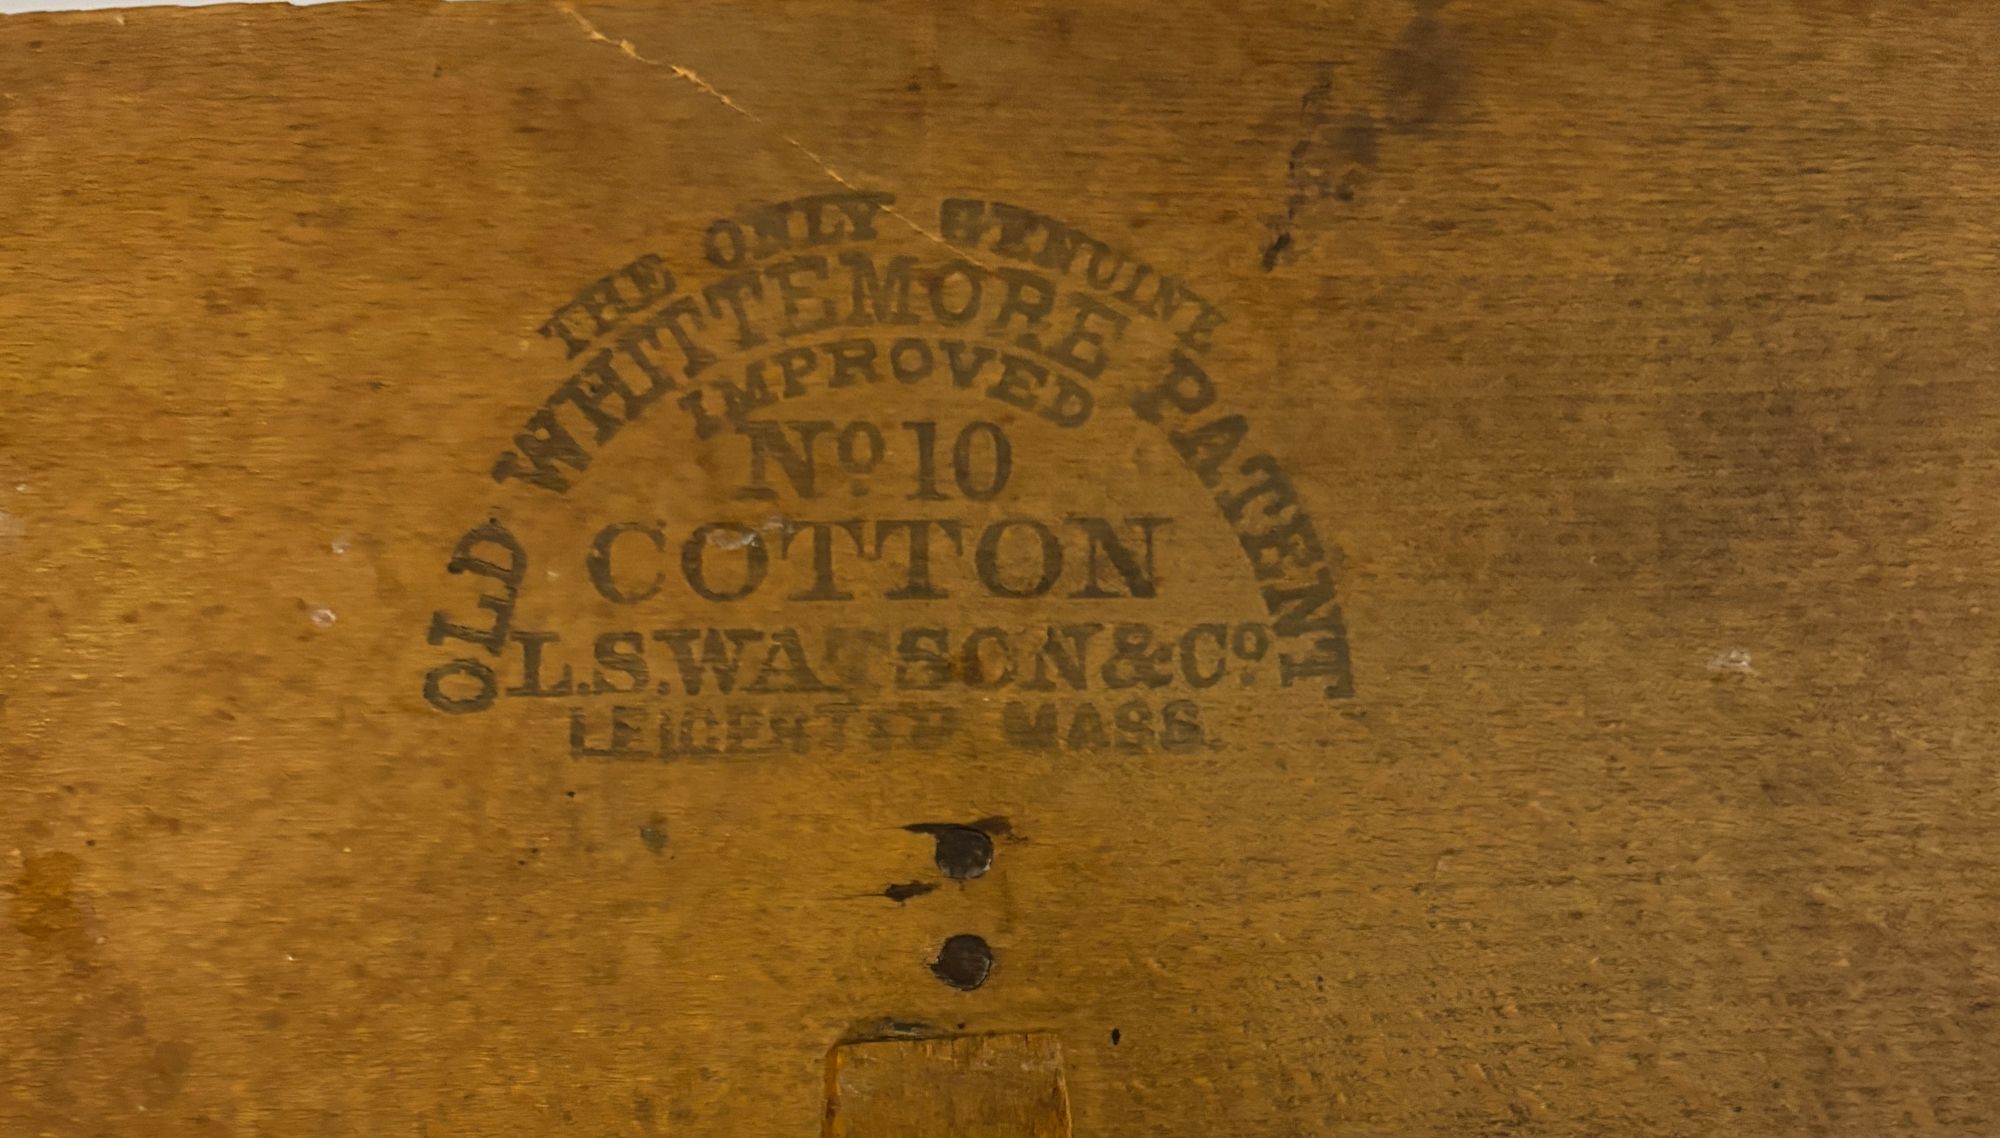 THE ONLY GENUINE
OLD WHITTEMORE PATENT
IMPROVED
No. 10
COTTON
L.S. WATSON & Co
LEICESTER MASS.